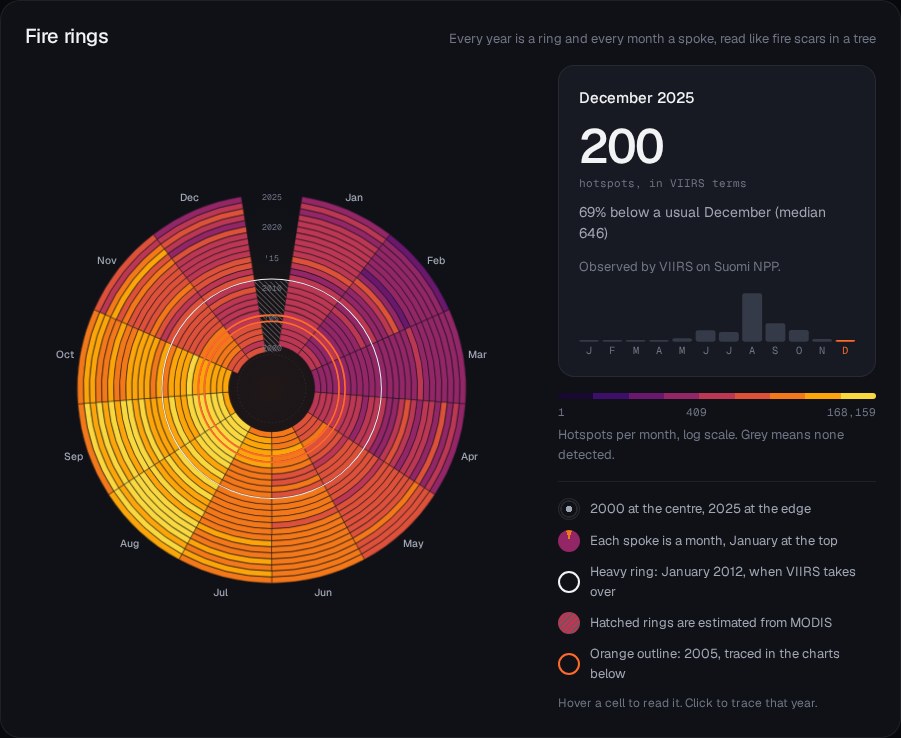 Fire rings
Every year is a ring and every month a spoke, read like fire scars in a tree
Dec
2025
Jan
2020
Nov
'15
Feb
2010
Oct
Mar
Sep
Apr
Aug
May
Jul
Jun
December 2025
200
hotspots, in VIIRS terms
69% below a usual December (median
646)
Observed by VIIRS on Suomi NPP.
J F M A M J J A S O N D
1 409 168,159
Hotspots per month, log scale. Grey means none
detected.
2000 at the centre, 2025 at the edge
Each spoke is a month, January at the top
Heavy ring: January 2012, when VIIRS takes
over
Hatched rings are estimated from MODIS
Orange outline: 2005, traced in the charts
below
Hover a cell to read it. Click to trace that year.